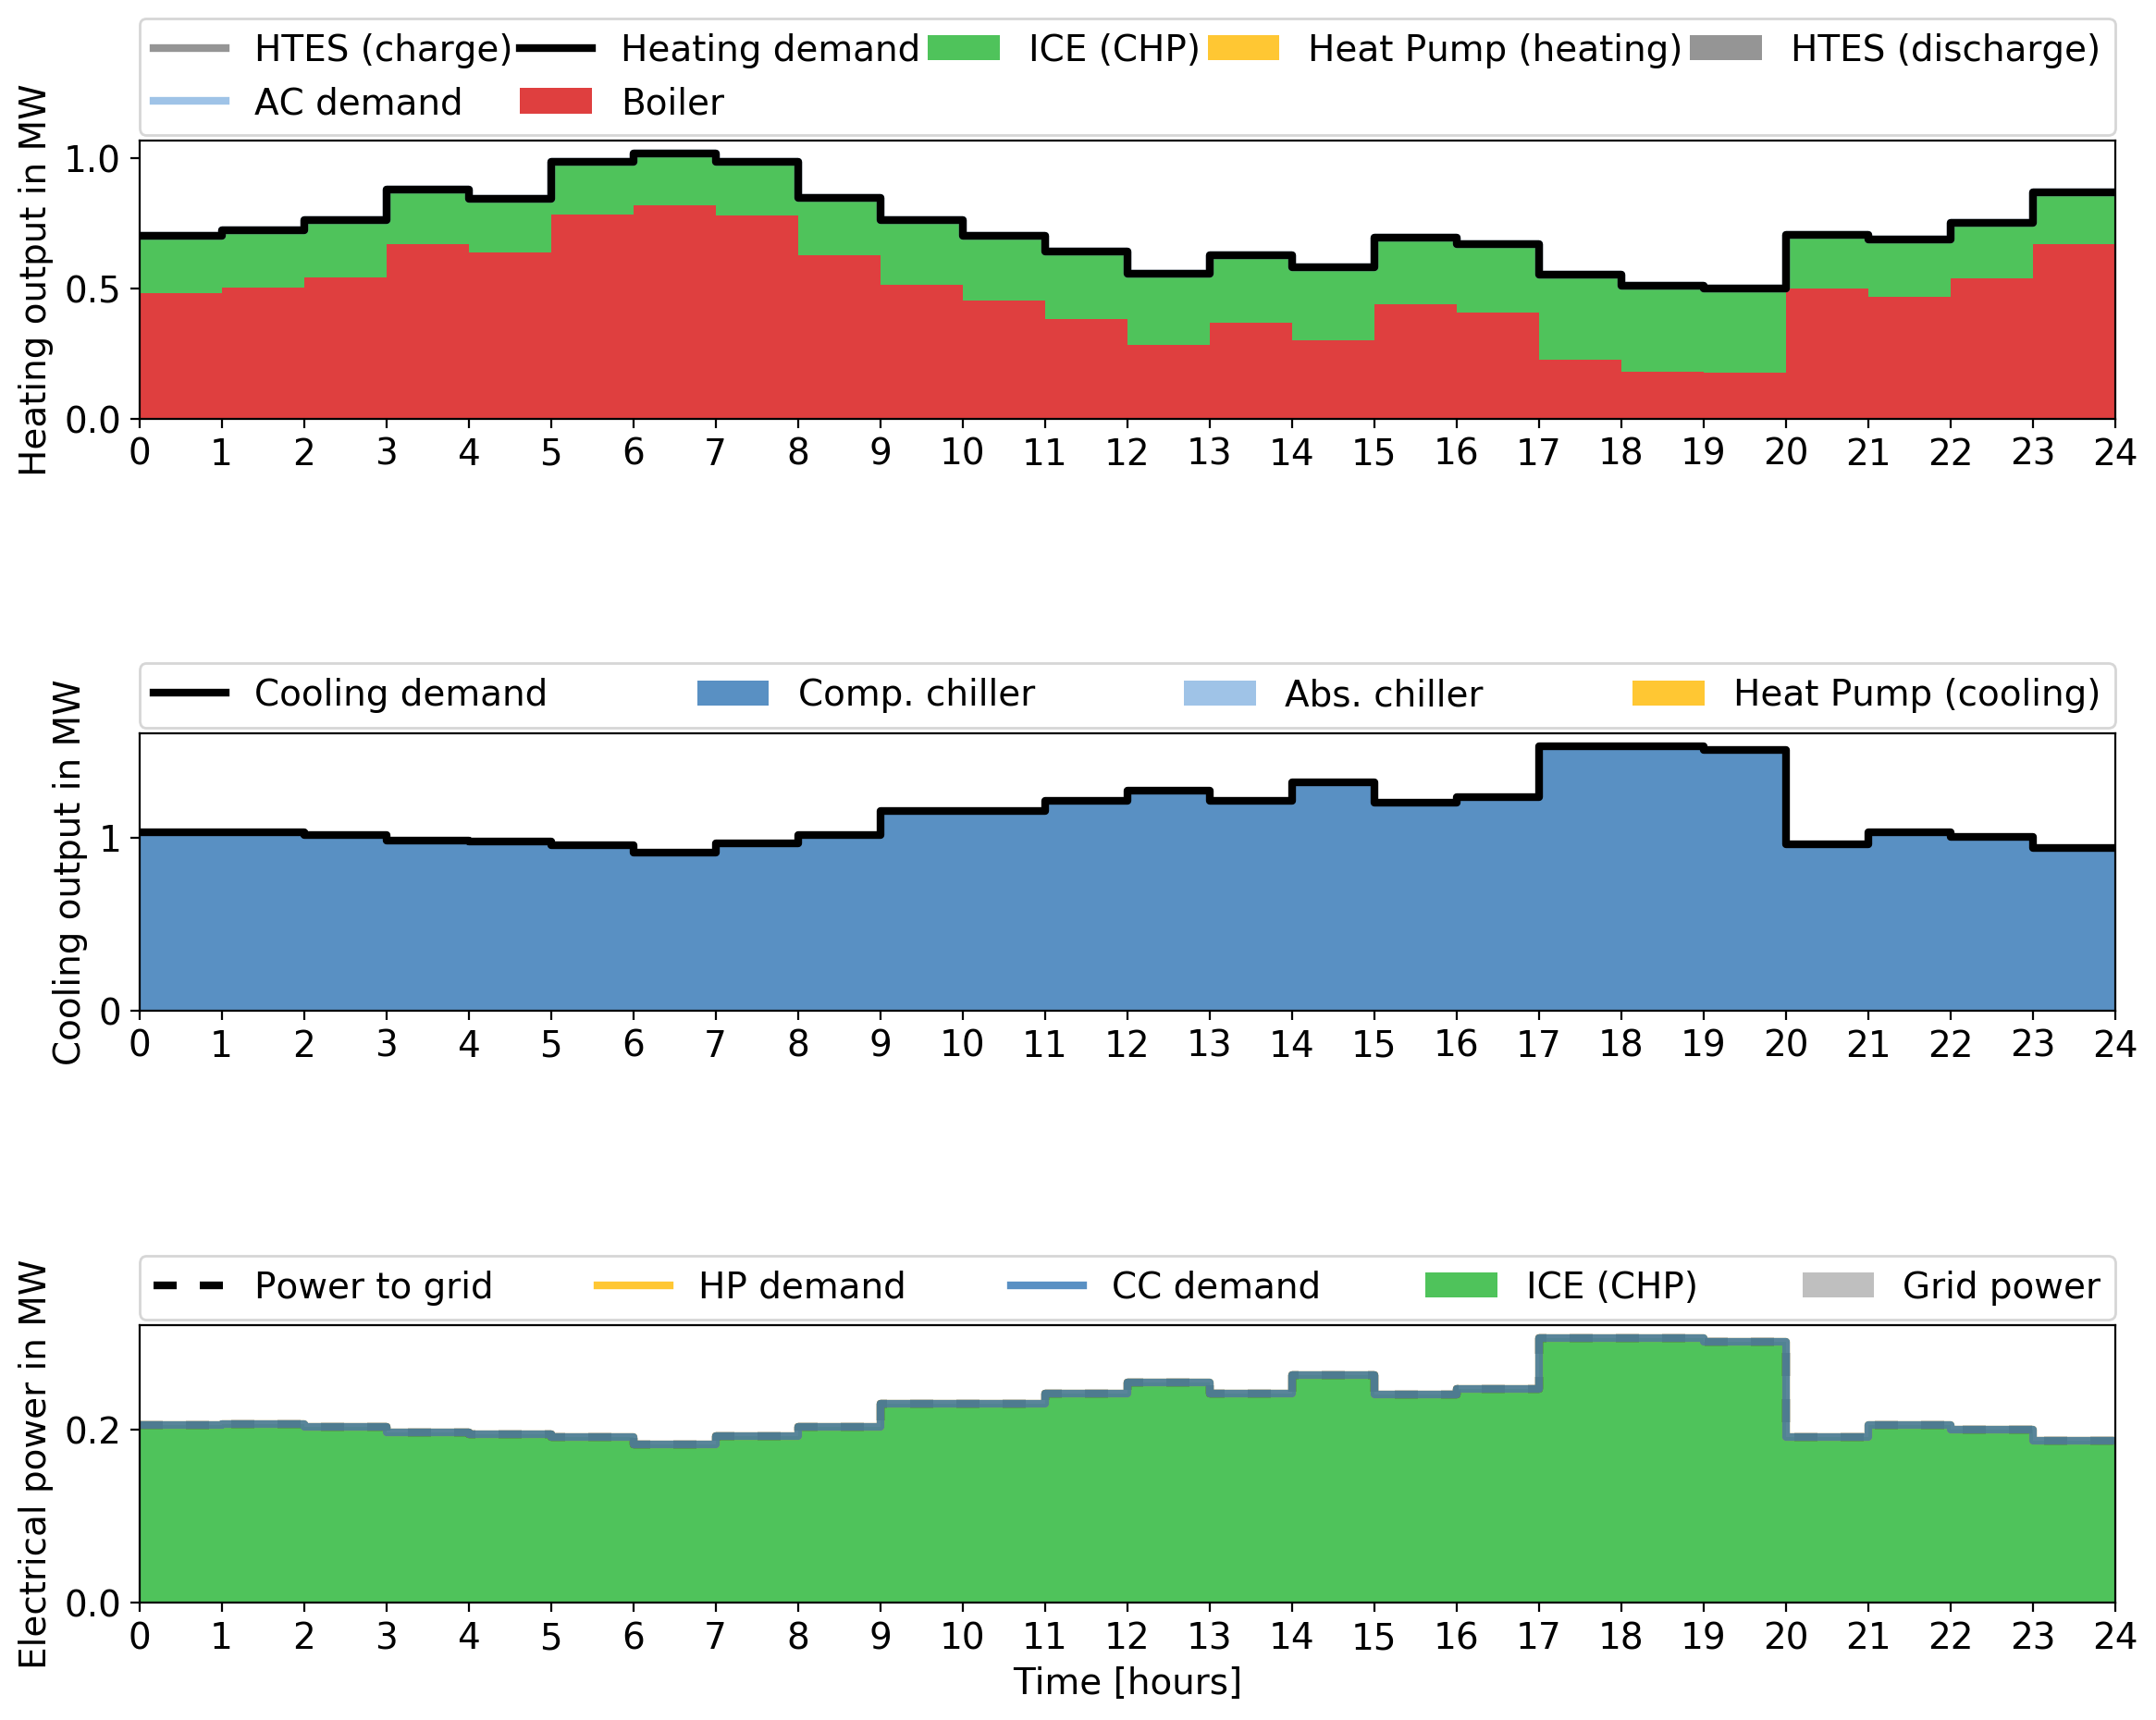 HTES (charge) Heating demand ICE (CHP) Heat Pump (heating) HTES (discharge)
AC demand Boiler
Heating output in MW
1.0
0.5
0.0
0 1 2 3 4 5 6 7 8 9 10 11 12 13 14 15 16 17 18 19 20 21 22 23 24
Cooling demand Comp. chiller Abs. chiller Heat Pump (cooling)
Cooling output in MW
1
0
0 1 2 3 4 5 6 7 8 9 10 11 12 13 14 15 16 17 18 19 20 21 22 23 24
Power to grid HP demand CC demand ICE (CHP) Grid power
Electrical power in MW
0.2
0.0
0 1 2 3 4 5 6 7 8 9 10 11 12 13 14 15 16 17 18 19 20 21 22 23 24
Time [hours]